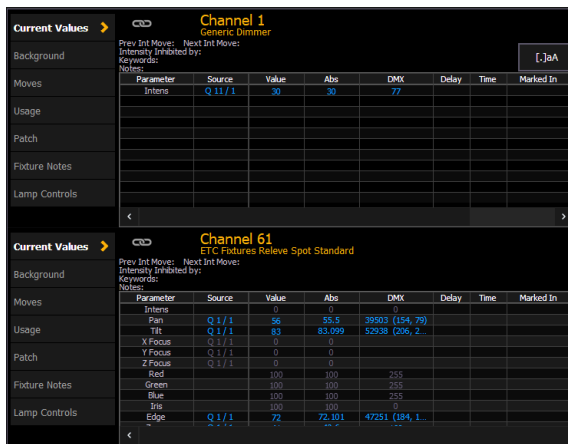 Current Values
Background
Moves
Usage
Patch
Fixture Notes
Lamp Controls
Channel 1
Generic Dimmer
Prev Int Move: Next Int Move:
Intensity Inhibited by:
Keywords:
Notes:
[.]aA
Parameter Source Value Abs DMX Delay Time Marked In
Intens Q 11 / 1 30 30 77
Current Values
Background
Moves
Usage
Patch
Fixture Notes
Lamp Controls
Channel 61
ETC Fixtures Releve Spot Standard
Prev Int Move: Next Int Move:
Intensity Inhibited by:
Keywords:
Notes:
Parameter Source Value Abs DMX Delay Time Marked In
Intens 0 0 0
Pan Q 1 / 1 56 55.5 39503 (154, 79)
Tilt Q 1 / 1 83 83.099 52938 (206, 2...
X Focus Q 1 / 1 0 0
Y Focus Q 1 / 1 0 0
Z Focus Q 1 / 1 0 0
Red 100 100 255
Green 100 100 255
Blue 100 100 255
Iris 100 100 0
Edge Q 1 / 1 72 72.101 47251 (184, 1...